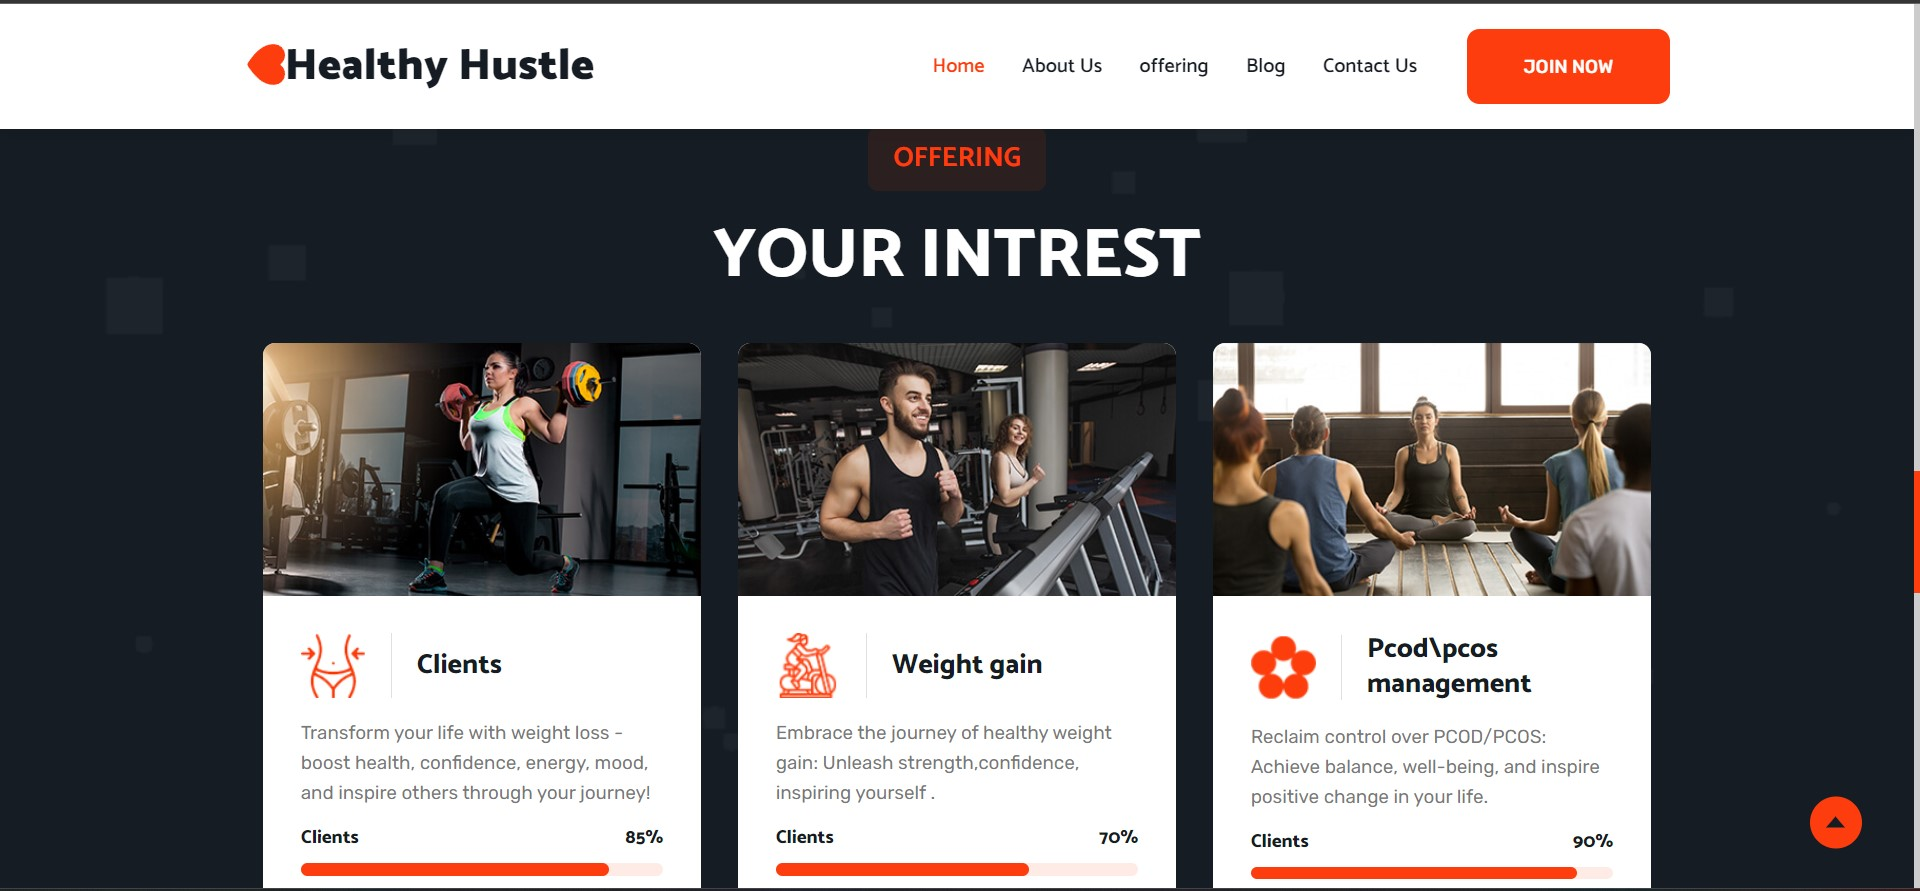 Healthy Hustle
Home About Us offering Blog Contact Us JOIN NOW
OFFERING
YOUR INTREST
Clients
Transform your life with weight loss -
boost health, confidence, energy, mood,
and inspire others through your journey!
Clients 85%
Weight gain
Embrace the journey of healthy weight
gain: Unleash strength,confidence,
inspiring yourself .
Clients 70%
Pcod\pcos
management
Reclaim control over PCOD/PCOS:
Achieve balance, well-being, and inspire
positive change in your life.
Clients 90%